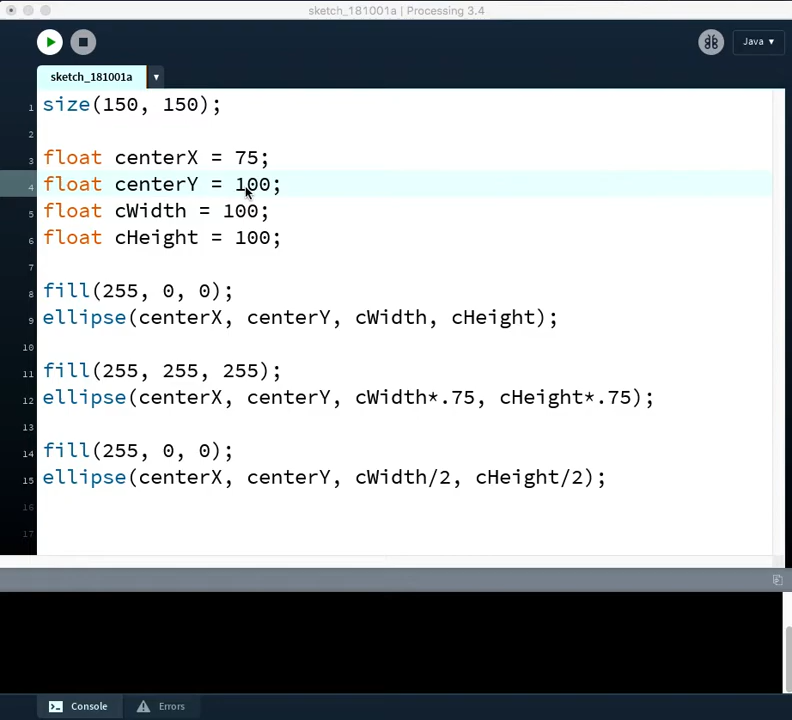 sketch_181001a | Processing 3.4
Java ▾
sketch_181001a ▾
1 size(150, 150);
2
3 float centerX = 75;
4 float centerY = 100;
5 float cWidth = 100;
6 float cHeight = 100;
7
8 fill(255, 0, 0);
9 ellipse(centerX, centerY, cWidth, cHeight);
10
11 fill(255, 255, 255);
12 ellipse(centerX, centerY, cWidth*.75, cHeight*.75);
13
14 fill(255, 0, 0);
15 ellipse(centerX, centerY, cWidth/2, cHeight/2);
16
17
Console Errors